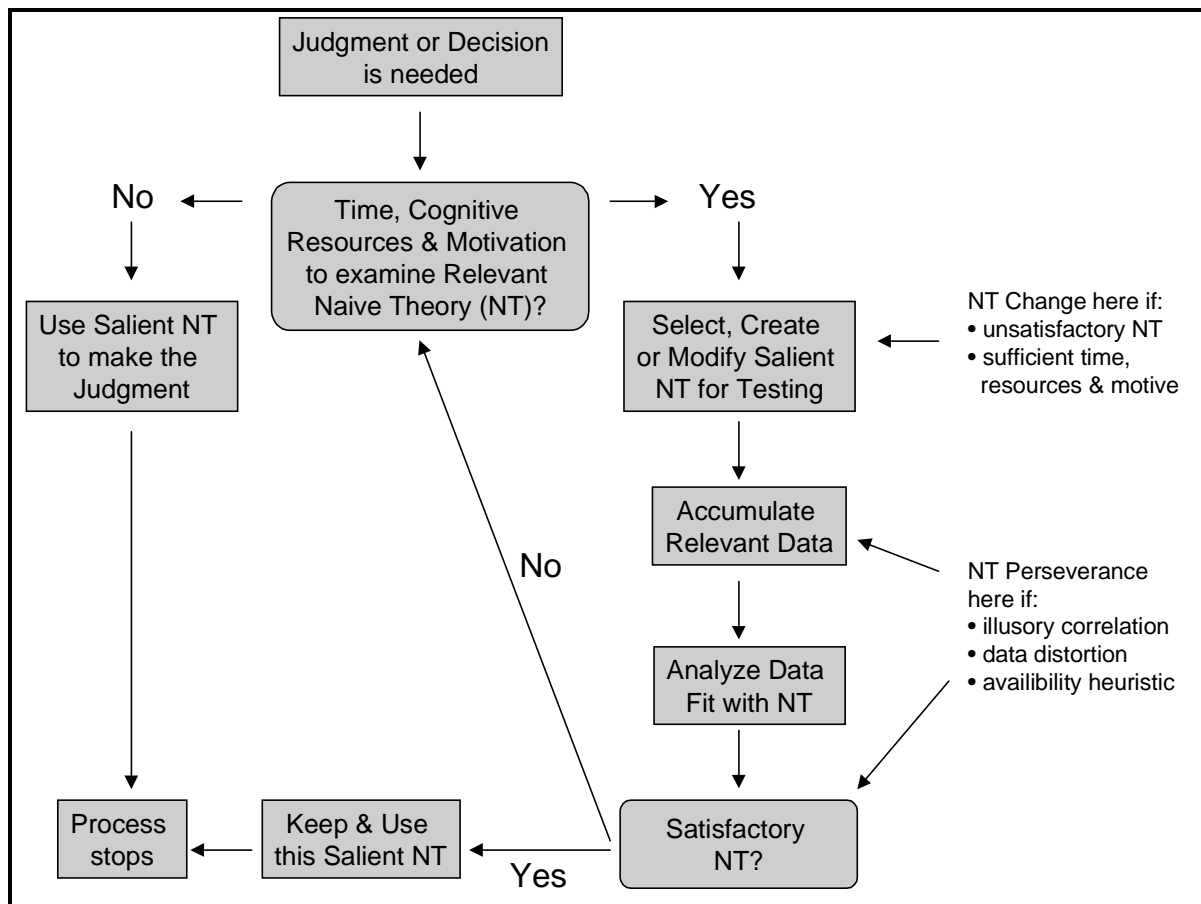 Judgment or Decision
is needed
No
Time, Cognitive
Resources & Motivation
to examine Relevant
Naive Theory (NT)?
Yes
Use Salient NT
to make the
Judgment
Select, Create
or Modify Salient
NT for Testing
NT Change here if:
• unsatisfactory NT
• sufficient time,
resources & motive
Accumulate
Relevant Data
No
NT Perseverance
here if:
• illusory correlation
• data distortion
• availibility heuristic
Analyze Data
Fit with NT
Process
stops
Keep & Use
this Salient NT
Yes
Satisfactory
NT?